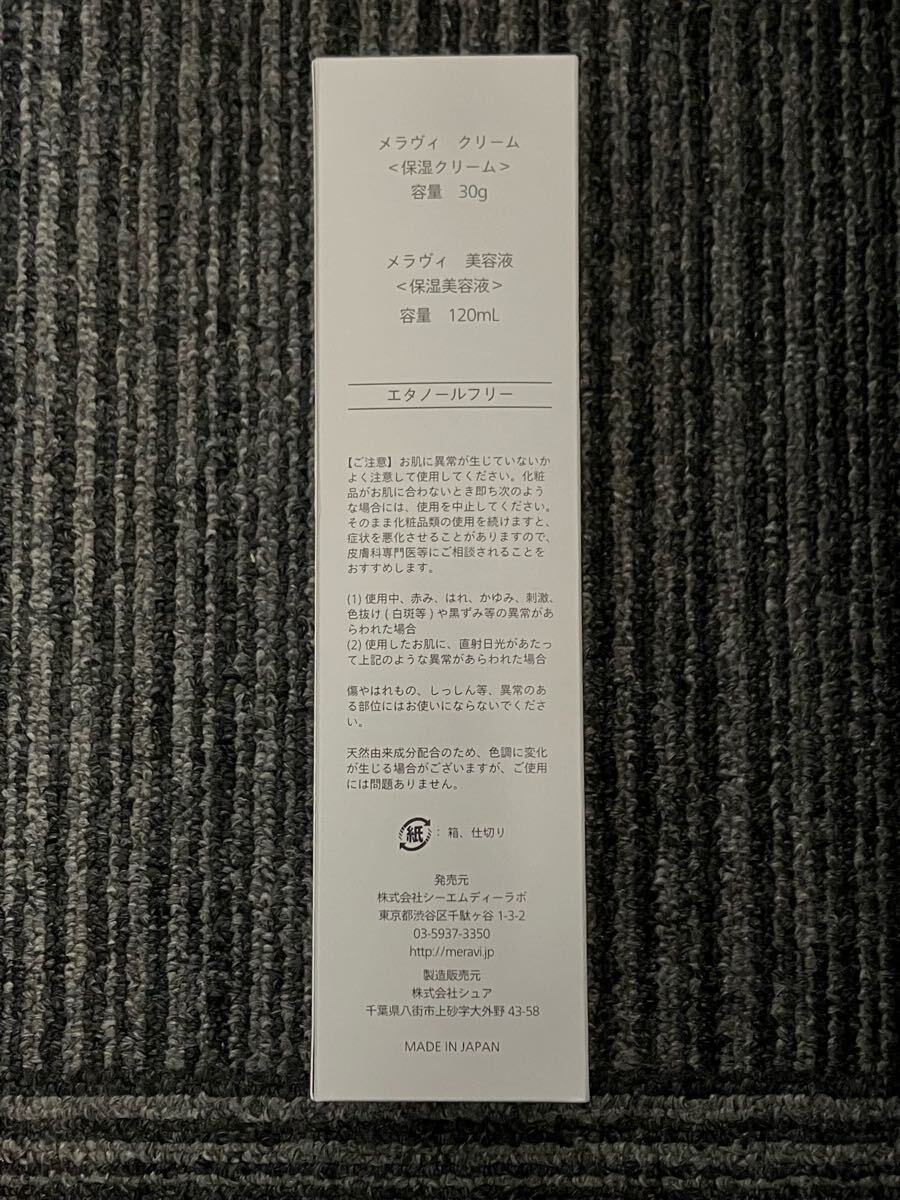 メラヴィ　クリーム
＜保湿クリーム＞
容量　30g
メラヴィ　美容液
＜保湿美容液＞
容量　120mL
エタノールフリー
【ご注意】お肌に異常が生じていないか
よく注意して使用してください。化粧
品がお肌に合わないとき即ち次のよう
な場合には、使用を中止してください。
そのまま化粧品類の使用を続けますと、
症状を悪化させることがありますので、
皮膚科専門医等にご相談されることを
おすすめします。
(1) 使用中、赤み、はれ、かゆみ、刺激、
色抜け ( 白斑等 ) や黒ずみ等の異常があ
らわれた場合
(2) 使用したお肌に、直射日光があたっ
て上記のような異常があらわれた場合
傷やはれもの、しっしん等、異常のあ
る部位にはお使いにならないでくださ
い。
天然由来成分配合のため、色調に変化
が生じる場合がございますが、ご使用
には問題ありません。
紙：箱、仕切り
発売元
株式会社シーエムディーラボ
東京都渋谷区千駄ヶ谷 1-3-2
03-5937-3350
http://meravi.jp
製造販売元
株式会社シュア
千葉県八街市上砂字大外野 43-58
MADE IN JAPAN